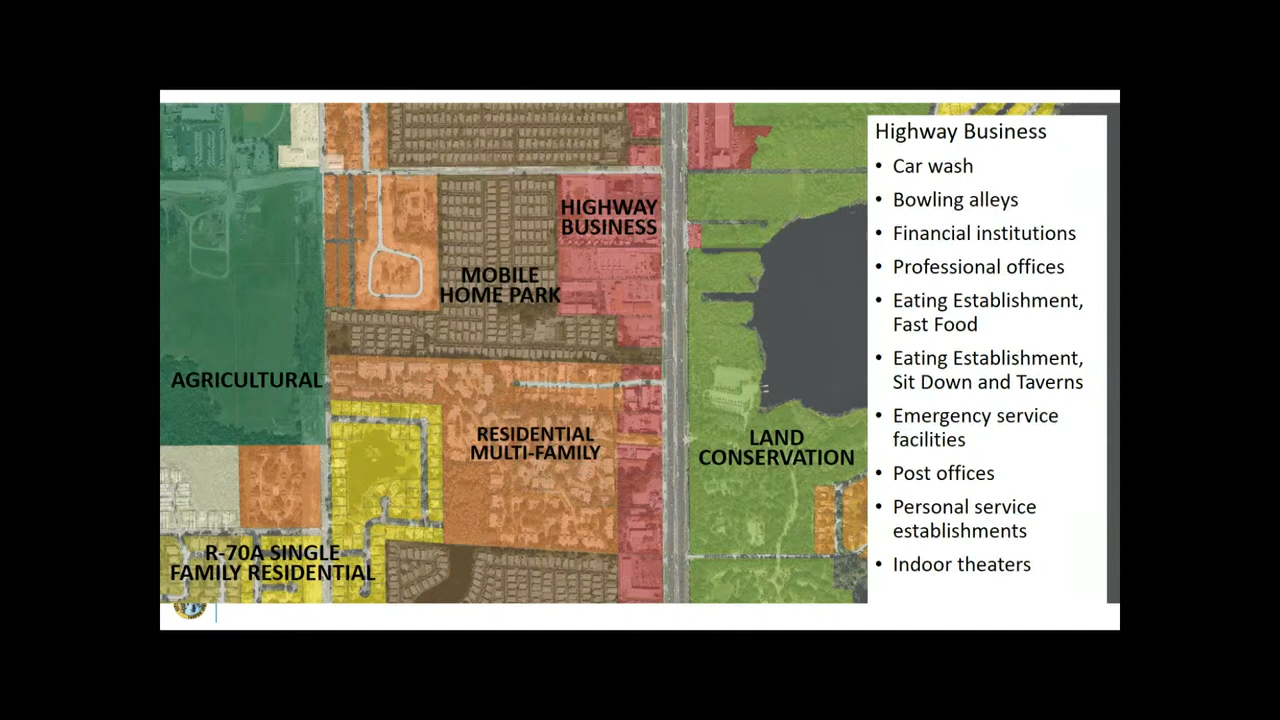 HIGHWAY
BUSINESS
MOBILE
HOME PARK
AGRICULTURAL
RESIDENTIAL
MULTI-FAMILY
LAND
CONSERVATION
R-70A SINGLE
FAMILY RESIDENTIAL
Highway Business
• Car wash
• Bowling alleys
• Financial institutions
• Professional offices
• Eating Establishment,
Fast Food
• Eating Establishment,
Sit Down and Taverns
• Emergency service
facilities
• Post offices
• Personal service
establishments
• Indoor theaters